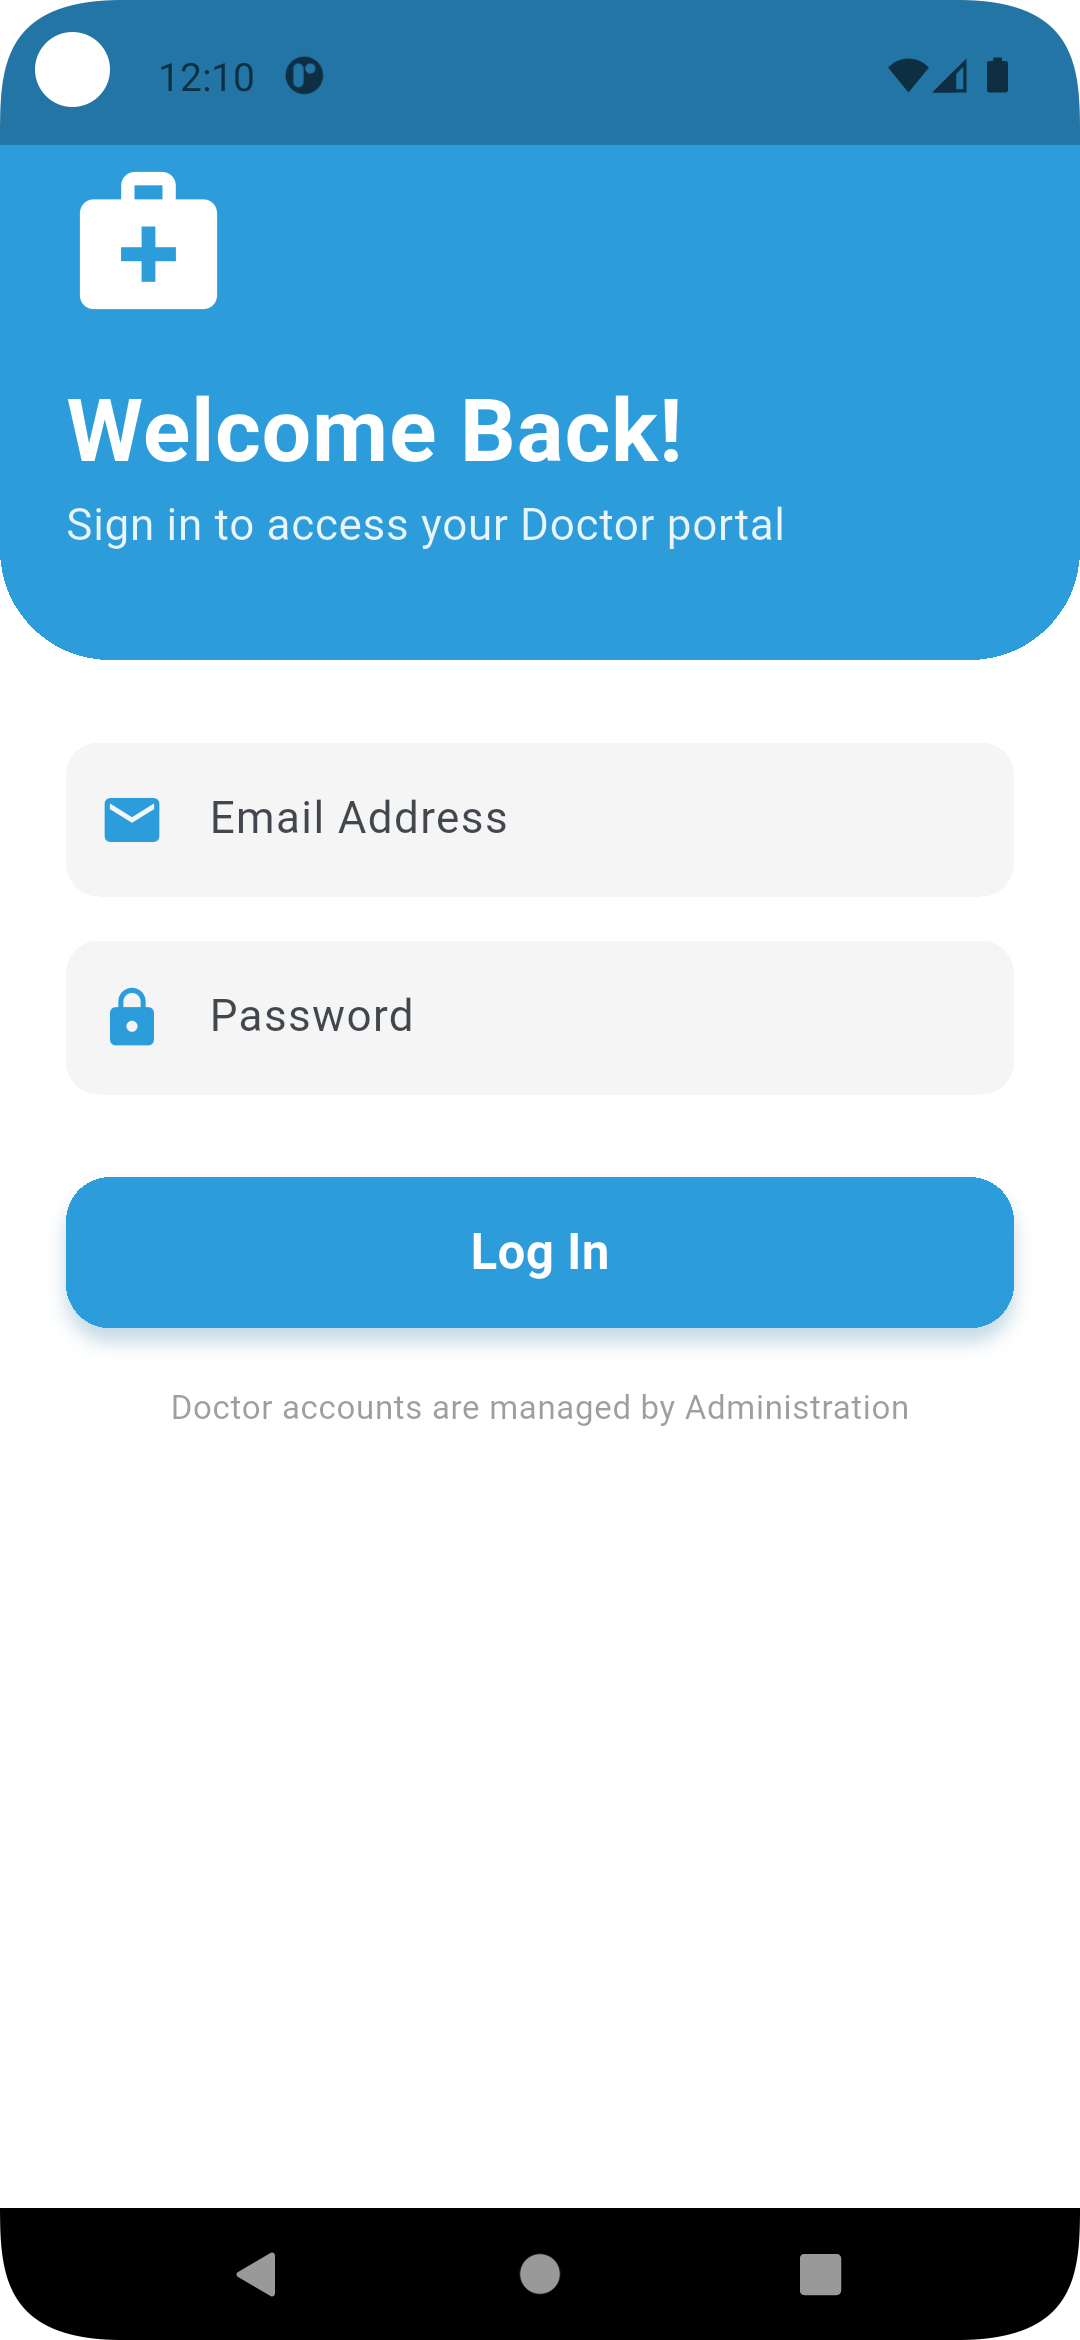 12:10
Welcome Back!
Sign in to access your Doctor portal
Email Address
Password
Log In
Doctor accounts are managed by Administration